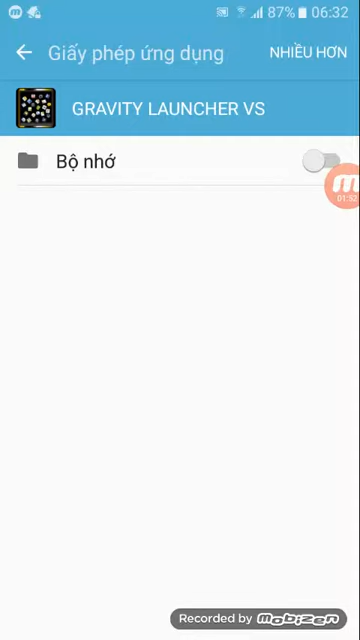 87% 06:32
Giấy phép ứng dụng NHIỀU HƠN
GRAVITY LAUNCHER VS
Bộ nhớ
01:52
Recorded by mobizen